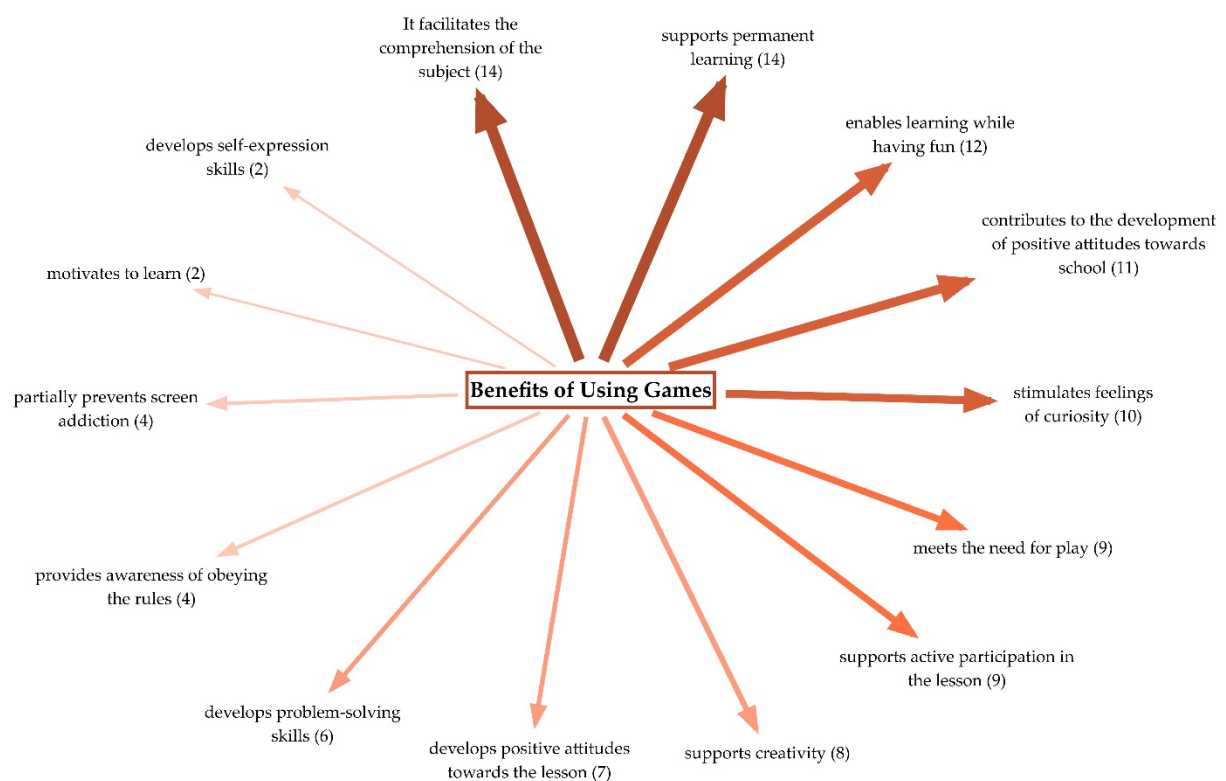 It facilitates the
comprehension of the
subject (14)
supports permanent
learning (14)
enables learning while
having fun (12)
contributes to the development
of positive attitudes towards
school (11)
stimulates feelings
of curiosity (10)
meets the need for play (9)
supports active participation in
the lesson (9)
supports creativity (8)
develops positive attitudes
towards the lesson (7)
develops problem-solving
skills (6)
provides awareness of obeying
the rules (4)
partially prevents screen
addiction (4)
motivates to learn (2)
develops self-expression
skills (2)
Benefits of Using Games